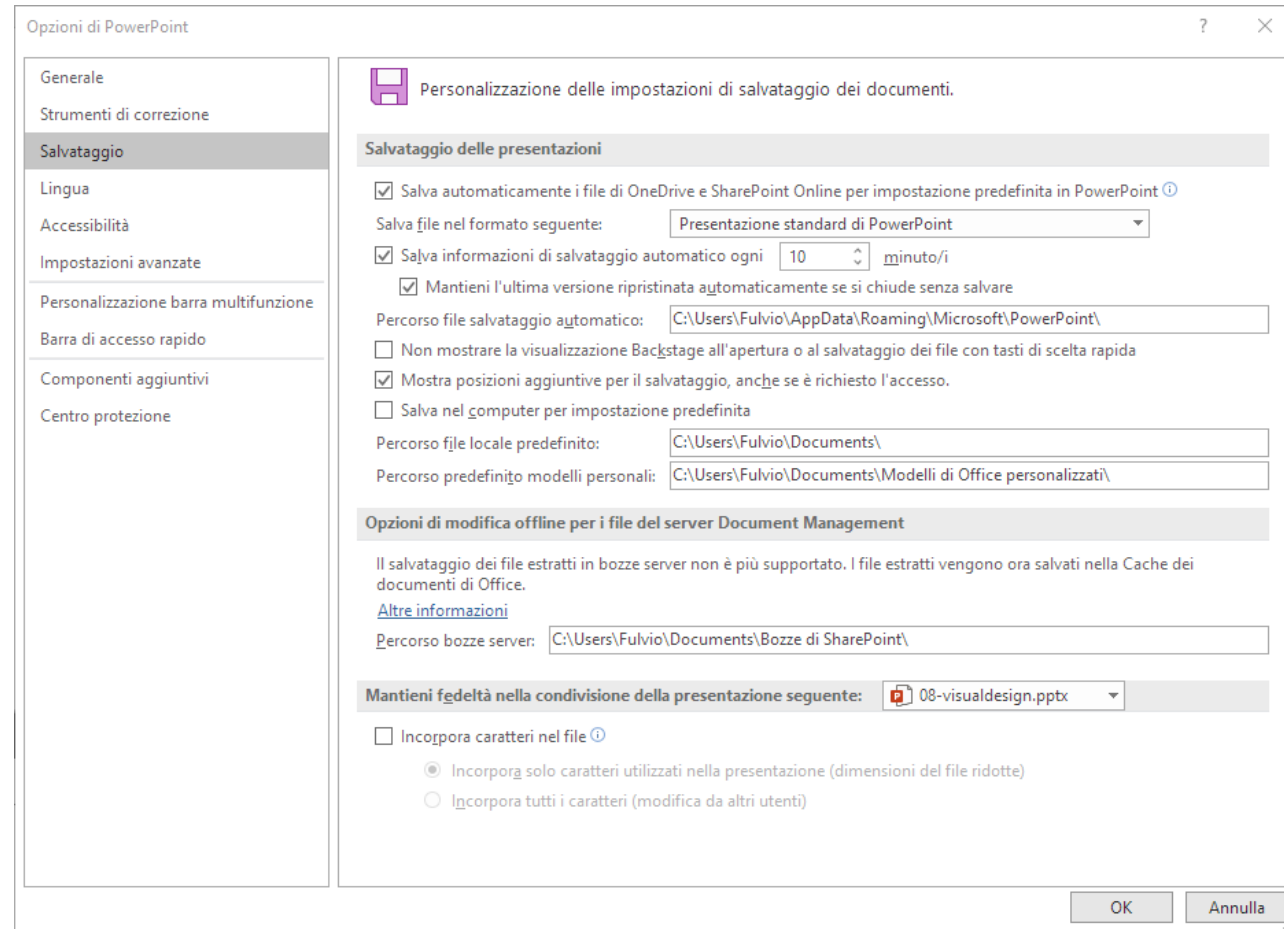 Opzioni di PowerPoint
?
Generale
Strumenti di correzione
Salvataggio
Lingua
Accessibilità
Impostazioni avanzate
Personalizzazione barra multifunzione
Barra di accesso rapido
Componenti aggiuntivi
Centro protezione
Personalizzazione delle impostazioni di salvataggio dei documenti.
Salvataggio delle presentazioni
Salva automaticamente i file di OneDrive e SharePoint Online per impostazione predefinita in PowerPoint
Salva file nel formato seguente: Presentazione standard di PowerPoint
Salva informazioni di salvataggio automatico ogni 10 minuto/i
Mantieni l'ultima versione ripristinata automaticamente se si chiude senza salvare
Percorso file salvataggio automatico: C:\Users\Fulvio\AppData\Roaming\Microsoft\PowerPoint\
Non mostrare la visualizzazione Backstage all'apertura o al salvataggio dei file con tasti di scelta rapida
Mostra posizioni aggiuntive per il salvataggio, anche se è richiesto l'accesso.
Salva nel computer per impostazione predefinita
Percorso file locale predefinito: C:\Users\Fulvio\Documents\
Percorso predefinito modelli personali: C:\Users\Fulvio\Documents\Modelli di Office personalizzati\
Opzioni di modifica offline per i file del server Document Management
Il salvataggio dei file estratti in bozze server non è più supportato. I file estratti vengono ora salvati nella Cache dei
documenti di Office.
Altre informazioni
Percorso bozze server: C:\Users\Fulvio\Documents\Bozze di SharePoint\
Mantieni fedeltà nella condivisione della presentazione seguente: 08-visualdesign.pptx
Incorpora caratteri nel file
Incorpora solo caratteri utilizzati nella presentazione (dimensioni del file ridotte)
Incorpora tutti i caratteri (modifica da altri utenti)
OK
Annulla